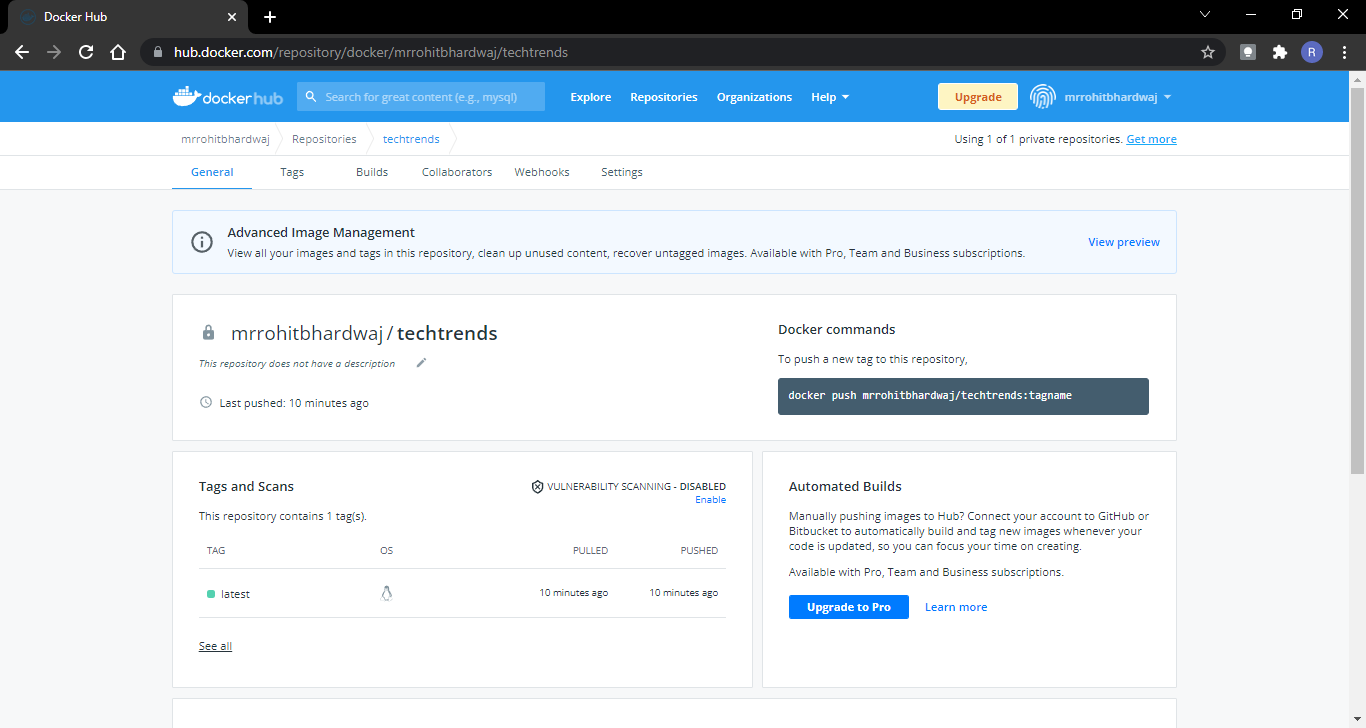 Docker Hub
hub.docker.com/repository/docker/mrrohitbhardwaj/techtrends
R
dockerhub
Search for great content (e.g., mysql)
Explore
Repositories
Organizations
Help
Upgrade
mrrohitbhardwaj
mrrohitbhardwaj
Repositories
techtrends
Using 1 of 1 private repositories. Get more
General
Tags
Builds
Collaborators
Webhooks
Settings
Advanced Image Management
View all your images and tags in this repository, clean up unused content, recover untagged images. Available with Pro, Team and Business subscriptions.
View preview
mrrohitbhardwaj / techtrends
This repository does not have a description
Last pushed: 10 minutes ago
Docker commands
To push a new tag to this repository,
docker push mrrohitbhardwaj/techtrends:tagname
Tags and Scans
VULNERABILITY SCANNING - DISABLED
Enable
This repository contains 1 tag(s).
TAG
OS
PULLED
PUSHED
latest
10 minutes ago
10 minutes ago
See all
Automated Builds
Manually pushing images to Hub? Connect your account to GitHub or
Bitbucket to automatically build and tag new images whenever your
code is updated, so you can focus your time on creating.
Available with Pro, Team and Business subscriptions.
Upgrade to Pro
Learn more